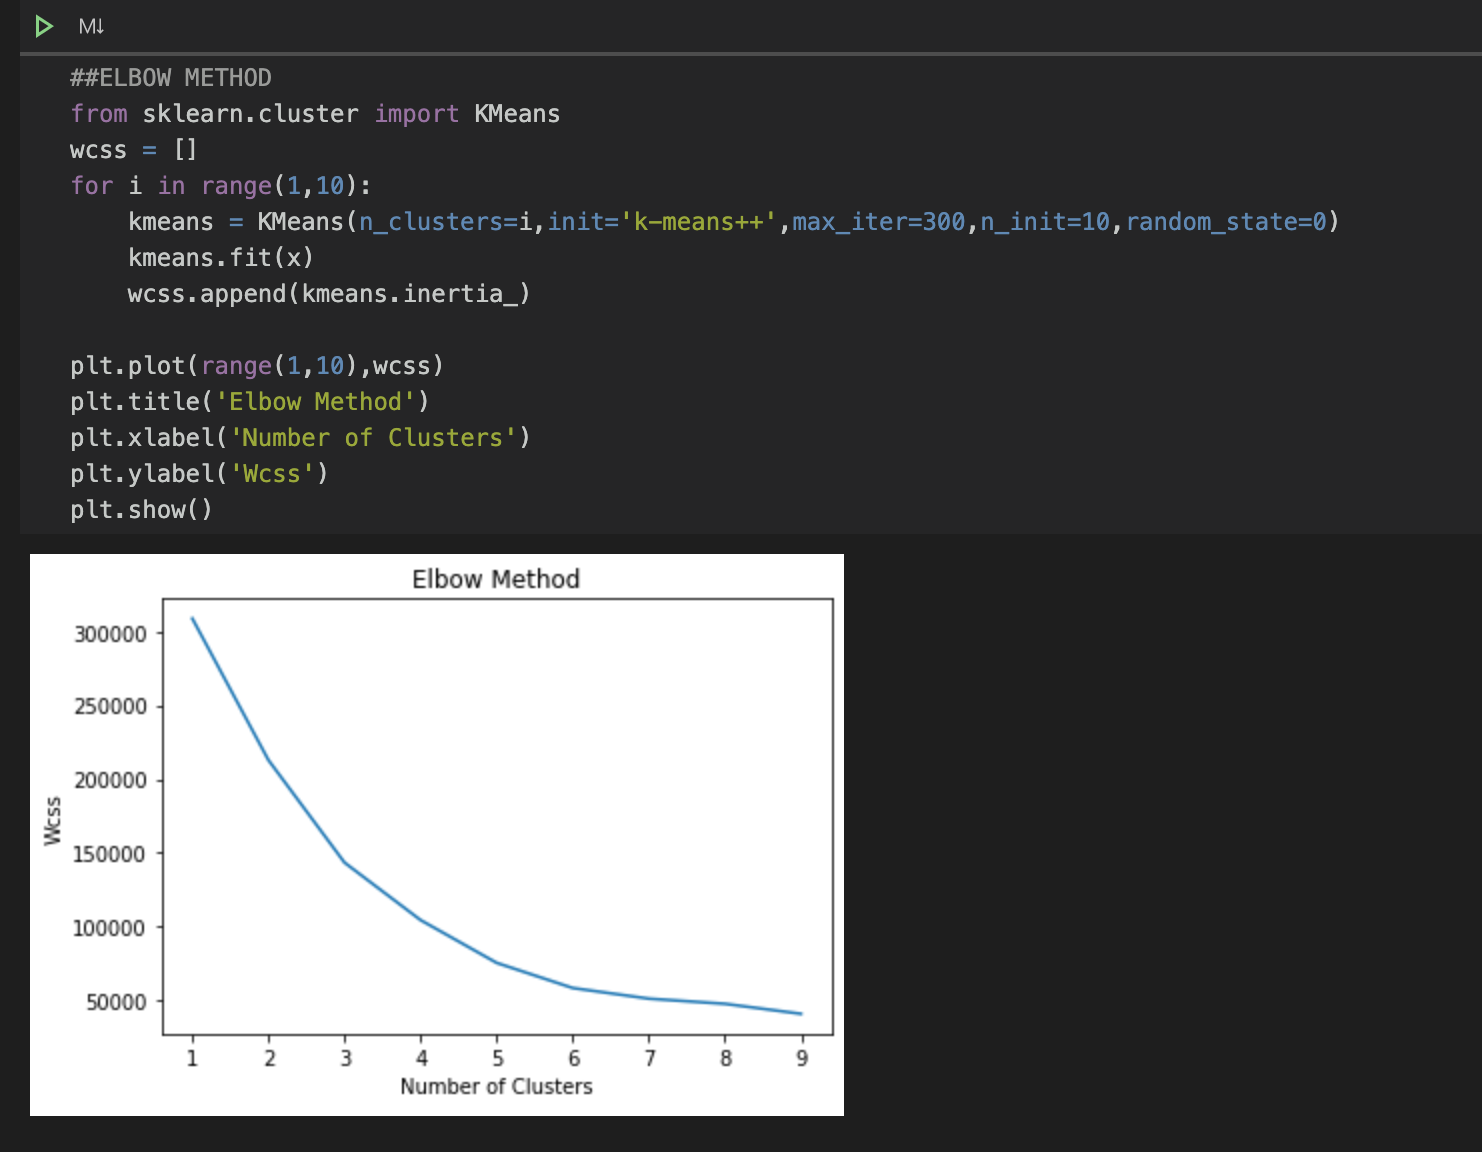 M↓
##ELBOW METHOD
from sklearn.cluster import KMeans
wcss = []
for i in range(1,10):
    kmeans = KMeans(n_clusters=i,init='k-means++',max_iter=300,n_init=10,random_state=0)
    kmeans.fit(x)
    wcss.append(kmeans.inertia_)
plt.plot(range(1,10),wcss)
plt.title('Elbow Method')
plt.xlabel('Number of Clusters')
plt.ylabel('Wcss')
plt.show()
Elbow Method
300000
250000
200000
150000
100000
50000
Wcss
1 2 3 4 5 6 7 8 9
Number of Clusters